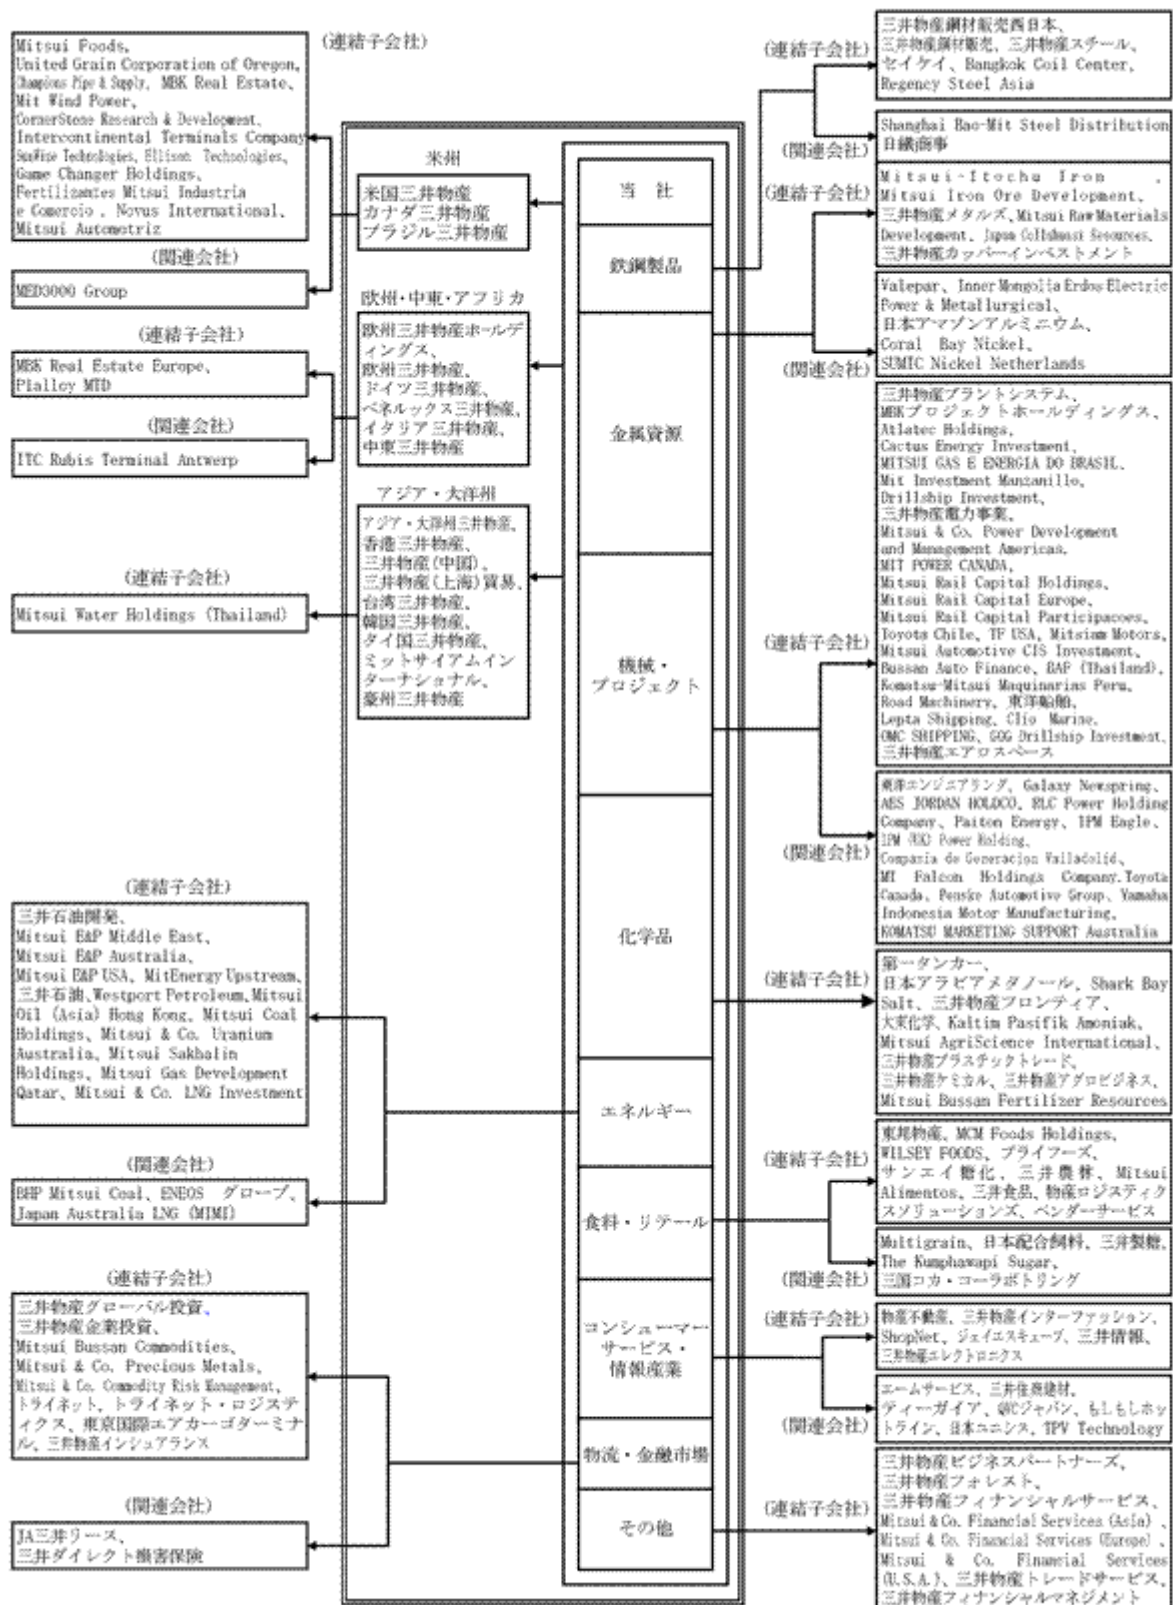 (連結子会社)
Mitsui Foods、
United Grain Corporation of Oregon、
Champions Pipe & Supply、MBK Real Estate、
Mit Wind Power、
CornerStone Research & Development、
Intercontinental Terminals Company
SunWize Technologies、Ellison Technologies、
Game Changer Holdings、
Fertilizantes Mitsui Industria
e Comercio 、Novus International、
Mitsui Automotriz
(関連会社)
MED3000 Group
(連結子会社)
MBK Real Estate Europe、
Plalloy MTD
(関連会社)
ITC Rubis Terminal Antwerp
(連結子会社)
Mitsui Water Holdings (Thailand)
(連結子会社)
三井石油開発、
Mitsui E&P Middle East、
Mitsui E&P Australia、
Mitsui E&P USA、MitEnergy Upstream、
三井石油、Westport Petroleum、Mitsui
Oil (Asia) Hong Kong、Mitsui Coal
Holdings、Mitsui & Co. Uranium
Australia、Mitsui Sakhalin
Holdings、Mitsui Gas Development
Qatar、Mitsui & Co. LNG Investment
(関連会社)
BHP Mitsui Coal、ENEOS グローブ、
Japan Australia LNG (MIMI)
(連結子会社)
三井物産グローバル投資、
三井物産企業投資、
Mitsui Bussan Commodities、
Mitsui & Co. Precious Metals、
Mitsui & Co. Commodity Risk Management、
トライネット、トライネット・ロジスティ
クス、東京国際エアカーゴターミナ
ル、三井物産インシュアランス
(関連会社)
JA三井リース、
三井ダイレクト損害保険
米州
米国三井物産
カナダ三井物産
ブラジル三井物産
欧州・中東・アフリカ
欧州三井物産ホールデ
ィングス、
欧州三井物産、
ドイツ三井物産、
ベネルックス三井物産、
イタリア三井物産、
中東三井物産
アジア・大洋州
アジア・大洋州三井物産、
香港三井物産、
三井物産(中国)、
三井物産(上海)貿易、
台湾三井物産、
韓国三井物産、
タイ国三井物産、
ミットサイアムイン
ターナショナル、
豪州三井物産
当 社
鉄鋼製品
金属資源
機械・
プロジェクト
化学品
エネルギー
食料・リテール
コンシューマー
サービス・
情報産業
物流・金融市場
その他
(連結子会社)
三井物産鋼材販売西日本、
三井物産鋼材販売、三井物産スチール、
セイケイ、Bangkok Coil Center、
Regency Steel Asia
(関連会社)
Shanghai Bao-Mit Steel Distribution
日鐵商事
(連結子会社)
Mitsui-Itochu Iron 、
Mitsui Iron Ore Development、
三井物産メタルズ、Mitsui Raw Materials
Development、Japan Collahuasi Resources、
三井物産カッパーインベストメント
(関連会社)
Valepar、Inner Mongolia Erdos Electric
Power & Metallurgical、
日本アマゾンアルミニウム、
Coral Bay Nickel、
SUMIC Nickel Netherlands
(連結子会社)
三井物産プラントシステム、
MBKプロジェクトホールディングス、
Atlatec Holdings、
Cactus Energy Investment、
MITSUI GAS E ENERGIA DO BRASIL、
Mit Investment Manzanillo、
Drillship Investment、
三井物産電力事業、
Mitsui & Co. Power Development
and Management Americas、
MIT POWER CANADA、
Mitsui Rail Capital Holdings、
Mitsui Rail Capital Europe、
Mitsui Rail Capital Participacoes、
Toyota Chile、TF USA、Mitsiam Motors、
Mitsui Automotive CIS Investment、
Bussan Auto Finance、BAF (Thailand)、
Komatsu-Mitsui Maquinarias Peru、
Road Machinery、東洋船舶、
Lepta Shipping、Clio Marine、
OMC SHIPPING、GOG Drillship Investment、
三井物産エアロスペース
(関連会社)
東洋エンジニアリング、Galaxy Newspring、
AES JORDAN HOLDCO、RLC Power Holding
Company、Paiton Energy、IPM Eagle、
IPM (UK) Power Holding、
Compania de Generacion Valladolid、
MT Falcon Holdings Company、Toyota
Canada、Penske Automotive Group、Yamaha
Indonesia Motor Manufacturing、
KOMATSU MARKETING SUPPORT Australia
(連結子会社)
第一タンカー、
日本アラビアメタノール、Shark Bay
Salt、三井物産フロンティア、
大東化学、Kaltim Pasifik Amoniak、
Mitsui AgriScience International、
三井物産プラスチックトレード、
三井物産ケミカル、三井物産アグロビジネス、
Mitsui Bussan Fertilizer Resources
(連結子会社)
東邦物産、MCM Foods Holdings、
WILSEY FOODS、プライフーズ、
サンエイ糖化、三井農林、Mitsui
Alimentos、三井食品、物産ロジスティク
スソリューションズ、ベンダーサービス
(関連会社)
Multigrain、日本配合飼料、三井製糖、
The Kumphawapi Sugar、
三国コカ・コーラボトリング
(連結子会社)
物産不動産、三井物産インターファッション、
ShopNet、ジェイエスキューブ、三井情報、
三井物産エレクトロニクス
(関連会社)
エームサービス、三井住商建材、
ティーガイア、QVCジャパン、もしもしホッ
トライン、日本ユニシス、TPV Technology
(連結子会社)
三井物産ビジネスパートナーズ、
三井物産フォレスト、
三井物産フィナンシャルサービス、
Mitsui & Co. Financial Services (Asia) 、
Mitsui & Co. Financial Services (Europe) 、
Mitsui & Co. Financial Services
(U.S.A.)、三井物産トレードサービス、
三井物産フィナンシャルマネジメント